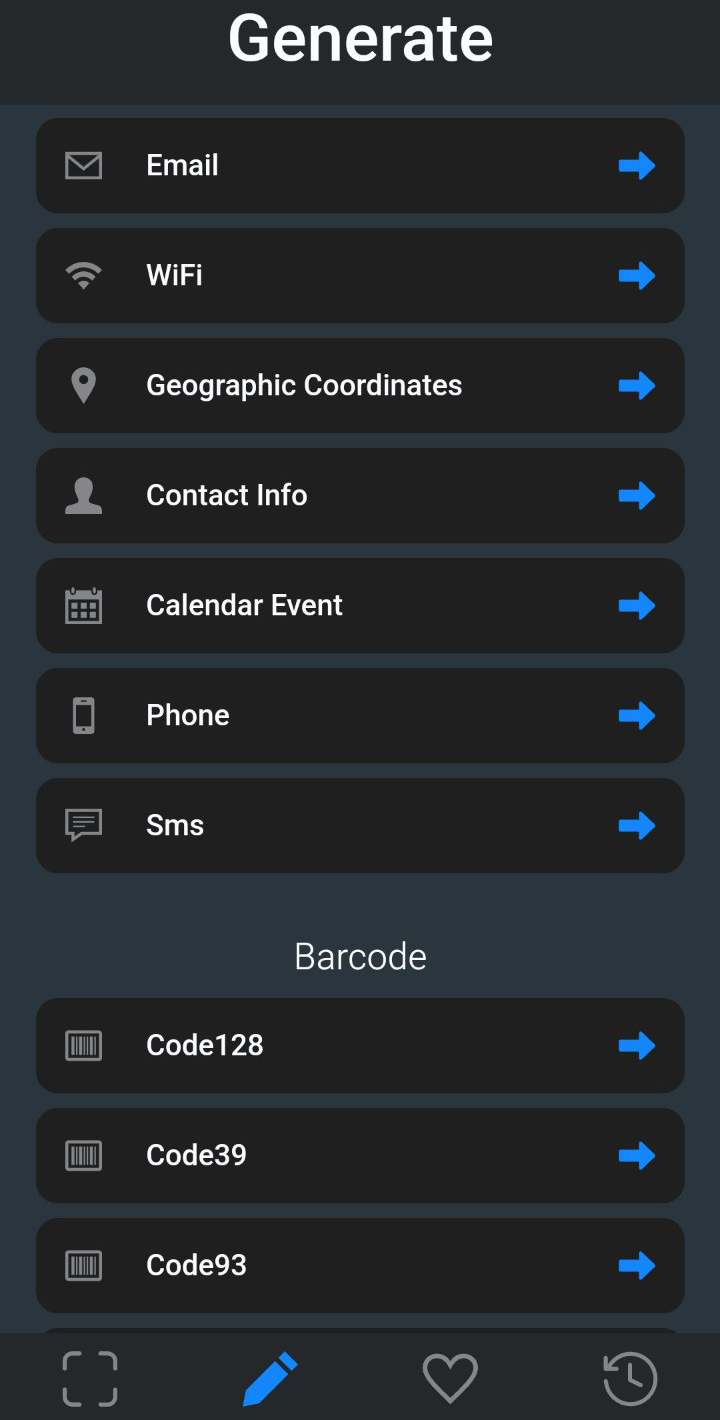 Generate
Email
WiFi
Geographic Coordinates
Contact Info
Calendar Event
Phone
Sms
Barcode
Code128
Code39
Code93